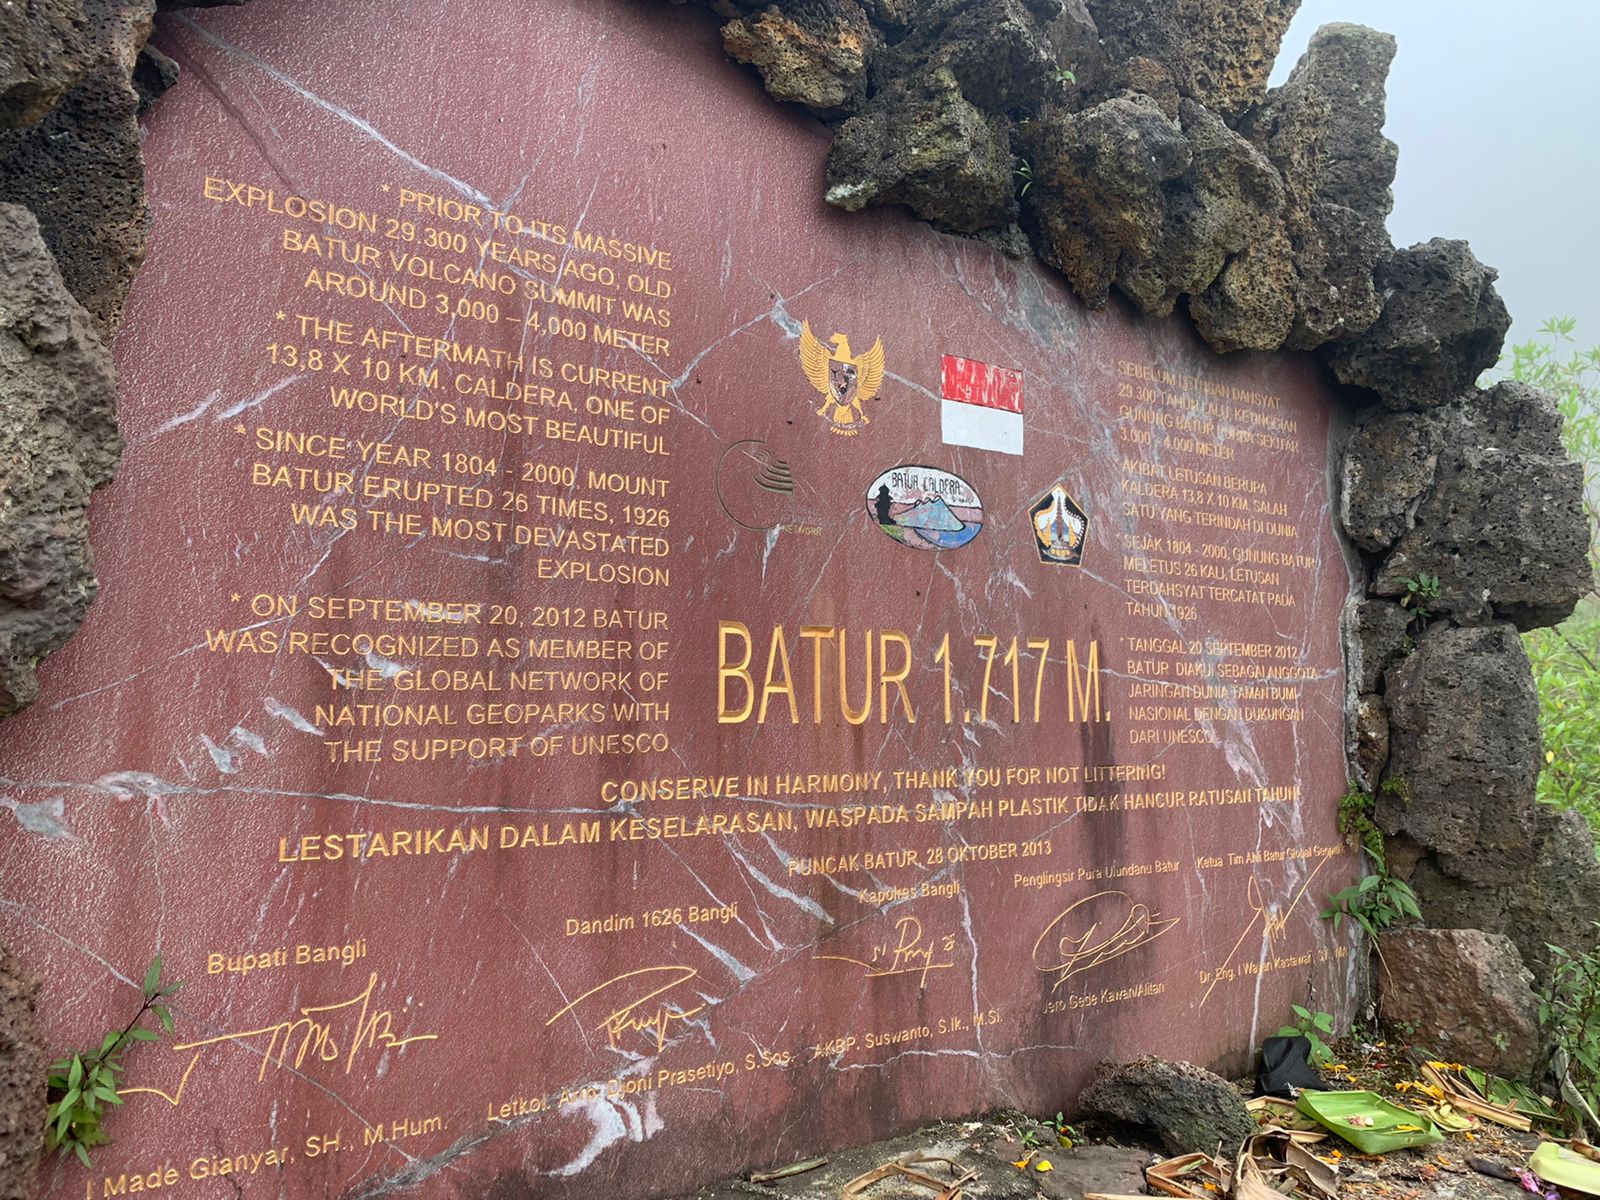 * PRIOR TO ITS MASSIVE
EXPLOSION 29.300 YEARS AGO, OLD
BATUR VOLCANO SUMMIT WAS
AROUND 3,000 – 4,000 METER
* THE AFTERMATH IS CURRENT
13,8 X 10 KM. CALDERA, ONE OF
WORLD'S MOST BEAUTIFUL
* SINCE YEAR 1804 - 2000, MOUNT
BATUR ERUPTED 26 TIMES, 1926
WAS THE MOST DEVASTATED
EXPLOSION
* ON SEPTEMBER 20, 2012 BATUR
WAS RECOGNIZED AS MEMBER OF
THE GLOBAL NETWORK OF
NATIONAL GEOPARKS WITH
THE SUPPORT OF UNESCO
NETWORK
BATUR CALDERA
BATUR 1.717 M.
* SEBELUM LETUSAN DAHSYAT
29.300 TAHUN LALU, KETINGGIAN
GUNUNG BATUR PURBA SEKITAR
3.000 - 4.000 METER
AKIBAT LETUSAN BERUPA
KALDERA 13,8 X 10 KM, SALAH
SATU YANG TERINDAH DI DUNIA
* SEJAK 1804 - 2000, GUNUNG BATUR
MELETUS 26 KALI, LETUSAN
TERDAHSYAT TERCATAT PADA
TAHUN 1926
* TANGGAL 20 SEPTEMBER 2012
BATUR DIAKUI SEBAGAI ANGGOTA
JARINGAN DUNIA TAMAN BUMI
NASIONAL DENGAN DUKUNGAN
DARI UNESCO
CONSERVE IN HARMONY, THANK YOU FOR NOT LITTERING!
LESTARIKAN DALAM KESELARASAN, WASPADA SAMPAH PLASTIK TIDAK HANCUR RATUSAN TAHUN!
PUNCAK BATUR, 28 OKTOBER 2013
Bupati Bangli
I Made Gianyar, SH., M.Hum.
Dandim 1626 Bangli
Letkol. Arm. Djoni Prasetiyo, S.Sos.
Kapolres Bangli
AKBP. Suswanto, S.Ik., M.Si.
Penglingsir Pura Ulundanu Batur
Jero Gede Kawan/Alitan
Ketua Tim Ahli Batur Global Geopark
Dr. Eng. I Wayan Kastawan, ST., MA